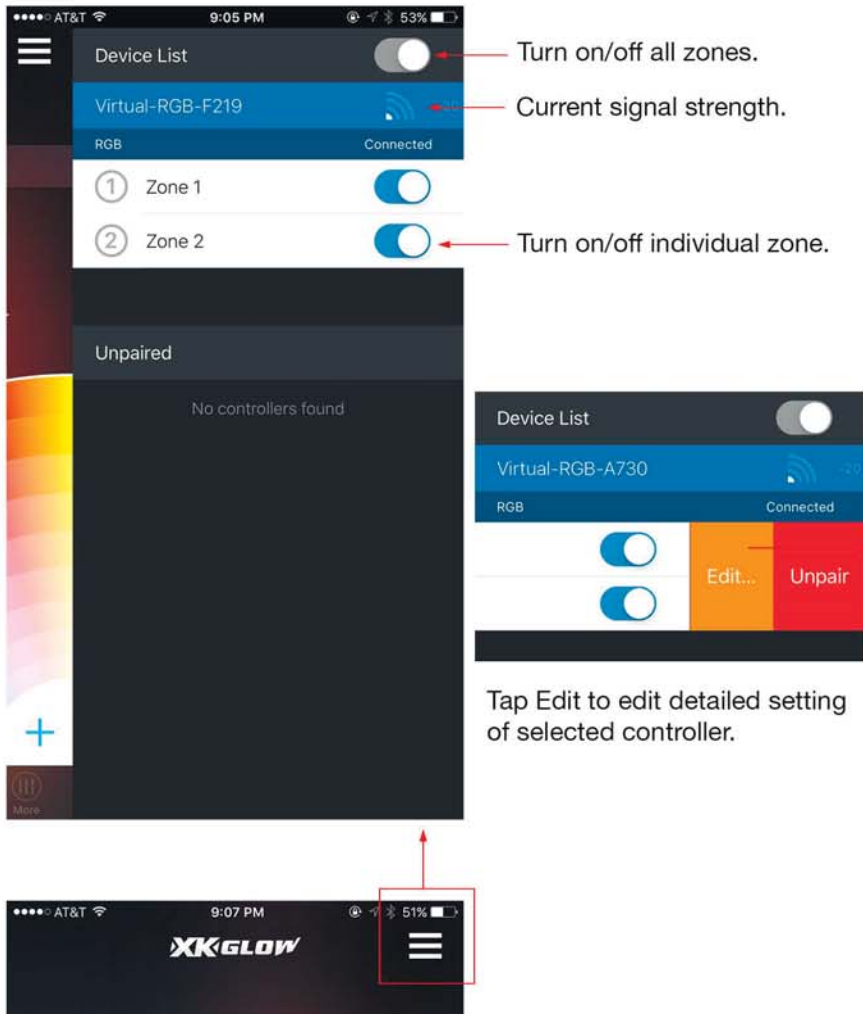 AT&T 9:05 PM 53%
Device List
Turn on/off all zones.
Virtual-RGB-F219 -20
Current signal strength.
RGB Connected
1 Zone 1
2 Zone 2
Turn on/off individual zone.
Unpaired
No controllers found
More
Device List
Virtual-RGB-A730 -20
RGB Connected
Edit... Unpair
Tap Edit to edit detailed setting
of selected controller.
AT&T 9:07 PM 51%
XKGLOW